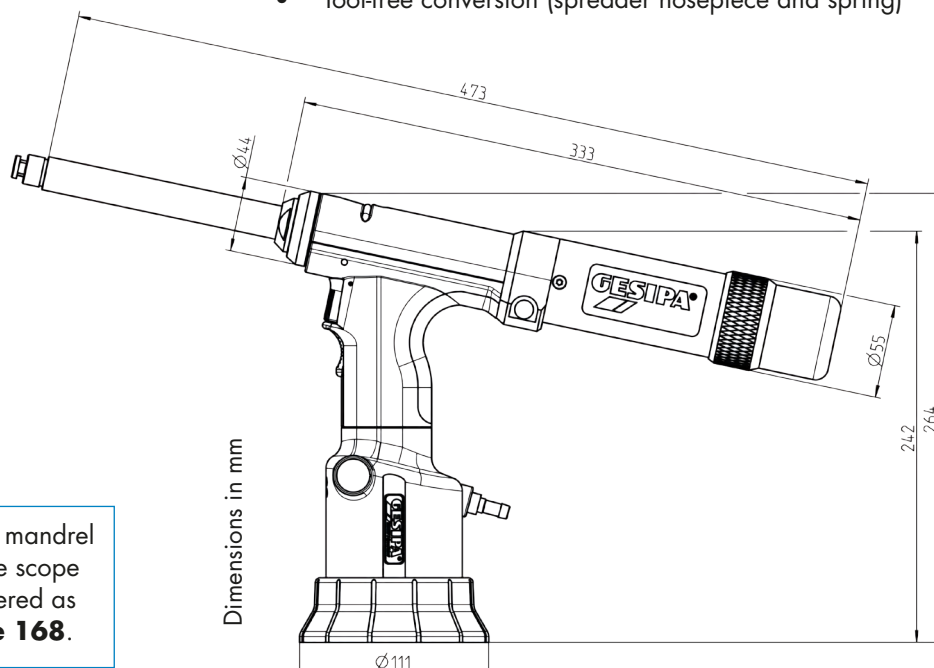 • Tool-free conversion (spreader nosepiece and spring)
473
333
Ø44
GESIPA®
Ø55
242
264
Dimensions in mm
GESIPA
mandrel
e scope
ered as
e 168.
Ø111